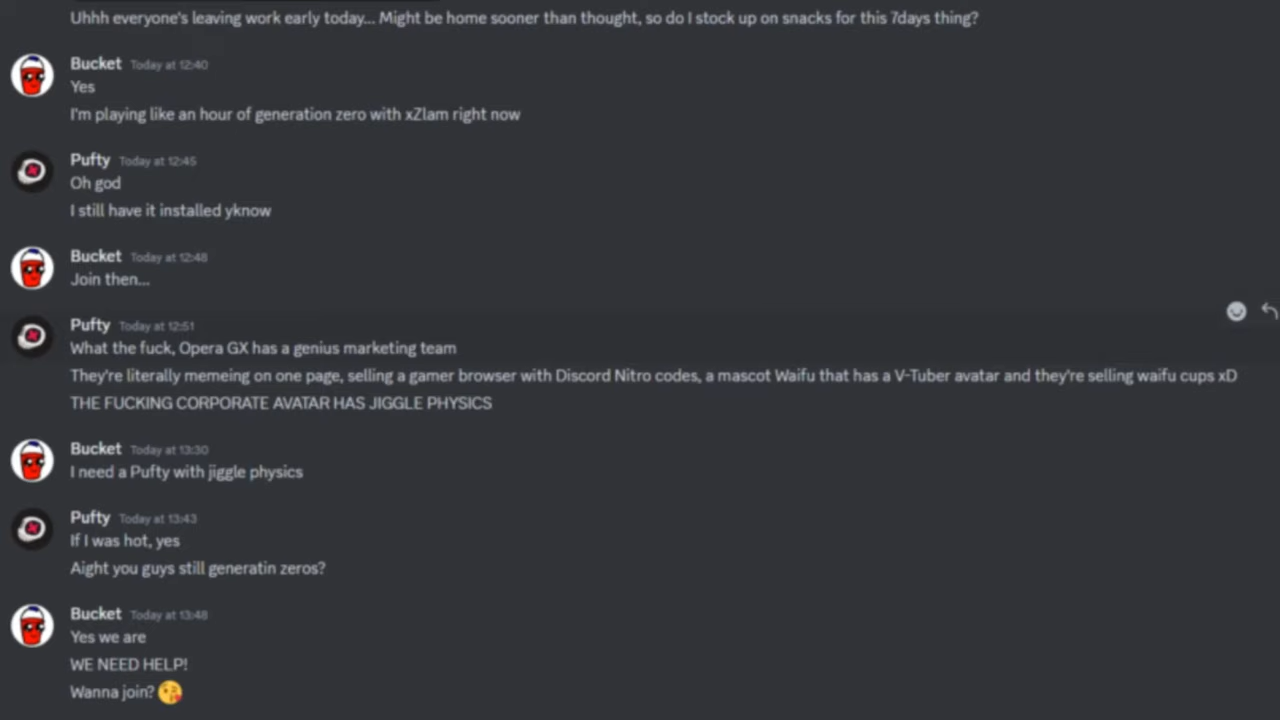 Uhhh everyone's leaving work early today... Might be home sooner than thought, so do I stock up on snacks for this 7days thing?
Bucket Today at 12:40
Yes
I'm playing like an hour of generation zero with xZlam right now
Pufty Today at 12:45
Oh god
I still have it installed yknow
Bucket Today at 12:48
Join then...
Pufty Today at 12:51
What the fuck, Opera GX has a genius marketing team
They're literally memeing on one page, selling a gamer browser with Discord Nitro codes, a mascot Waifu that has a V-Tuber avatar and they're selling waifu cups xD
THE FUCKING CORPORATE AVATAR HAS JIGGLE PHYSICS
Bucket Today at 13:30
I need a Pufty with jiggle physics
Pufty Today at 13:43
If I was hot, yes
Aight you guys still generatin zeros?
Bucket Today at 13:48
Yes we are
WE NEED HELP!
Wanna join? 😘